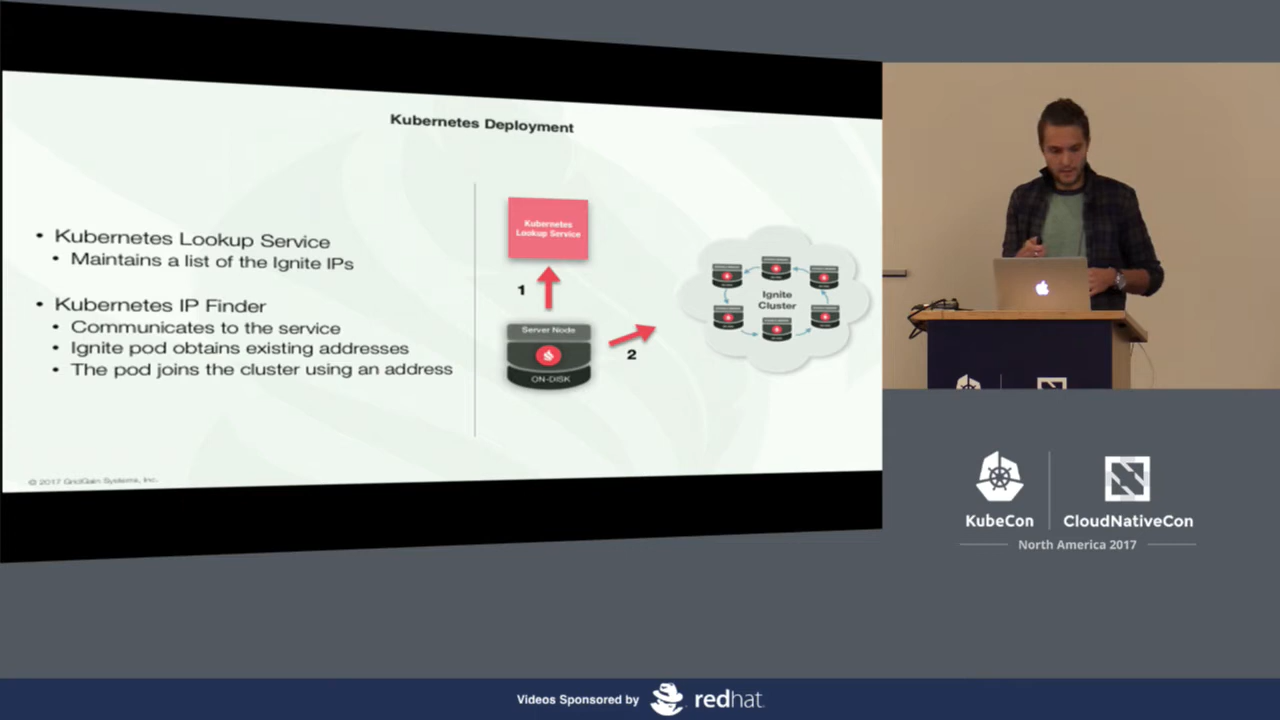 Kubernetes Deployment
• Kubernetes Lookup Service
• Maintains a list of the Ignite IPs
• Kubernetes IP Finder
• Communicates to the service
• Ignite pod obtains existing addresses
• The pod joins the cluster using an address
Kubernetes
Lookup Service
1
Server Node
ON-DISK
2
Ignite
Cluster
© 2017 GridGain Systems, Inc.
KubeCon
CloudNativeCon
North America 2017
Videos Sponsored by
redhat